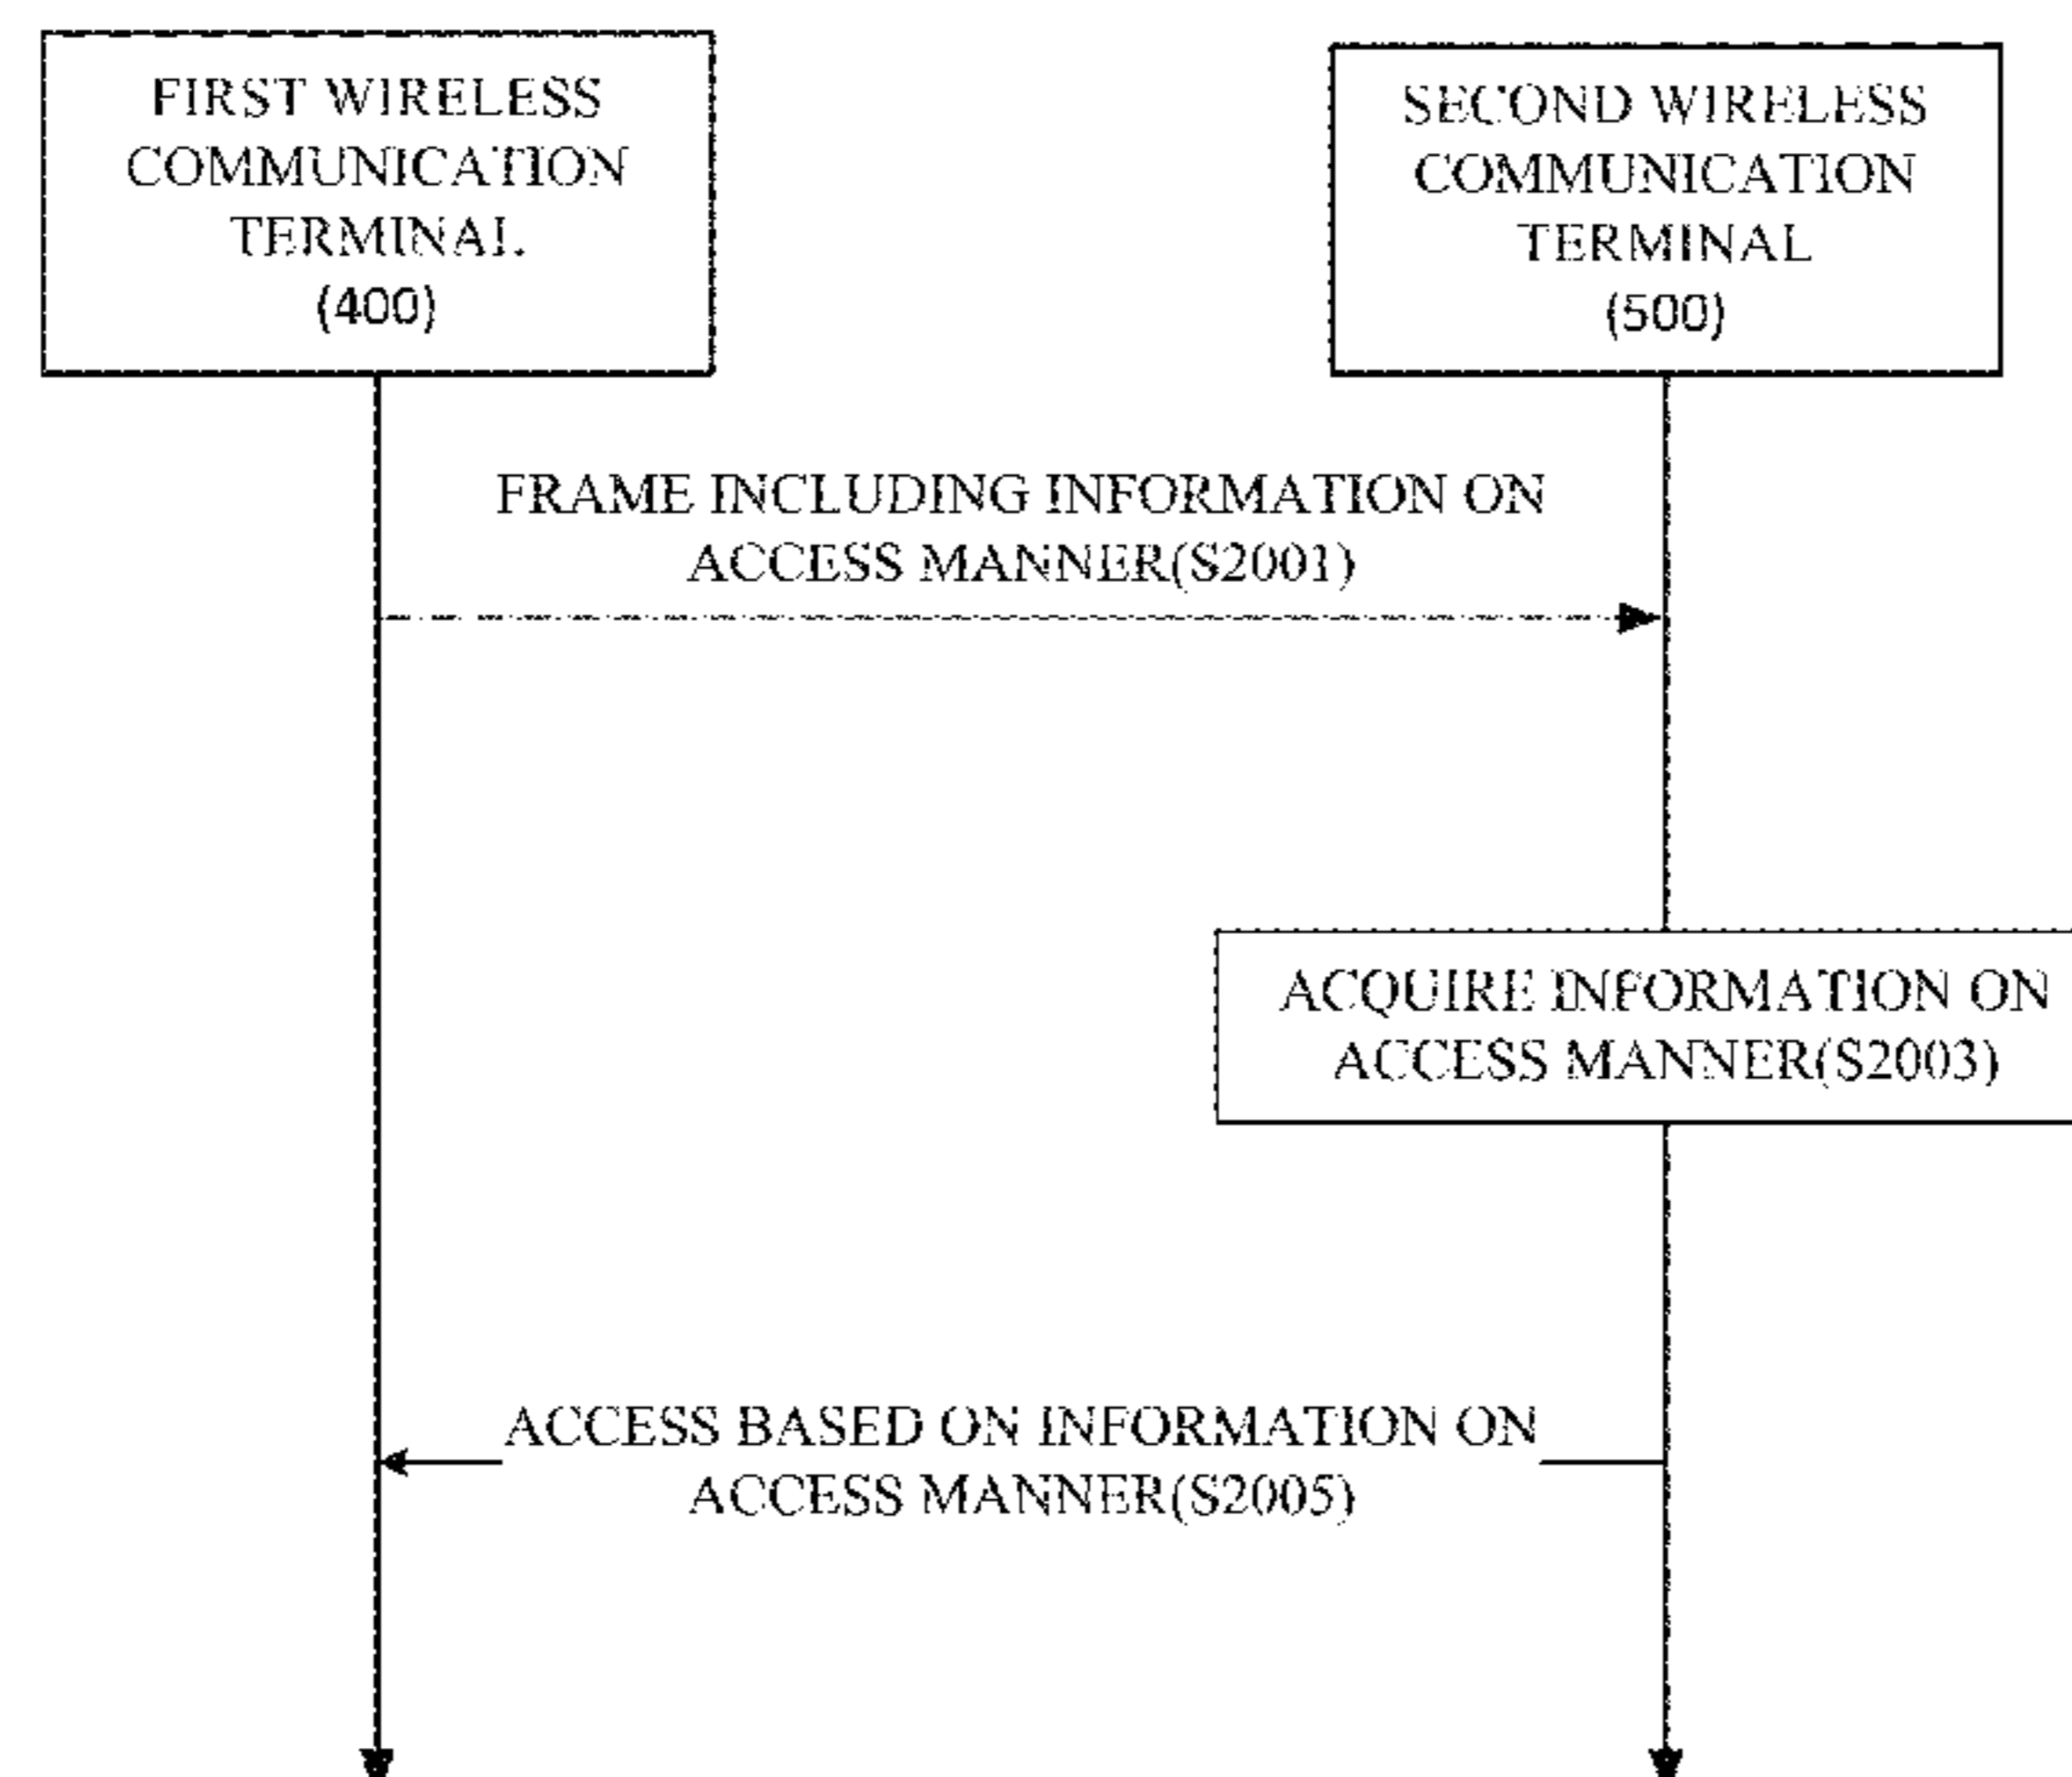 FIRST WIRELESS
COMMUNICATION
TERMINAL
(400)
SECOND WIRELESS
COMMUNICATION
TERMINAL
(500)
FRAME INCLUDING INFORMATION ON
ACCESS MANNER(S2001)
ACQUIRE INFORMATION ON
ACCESS MANNER(S2003)
ACCESS BASED ON INFORMATION ON
ACCESS MANNER(S2005)